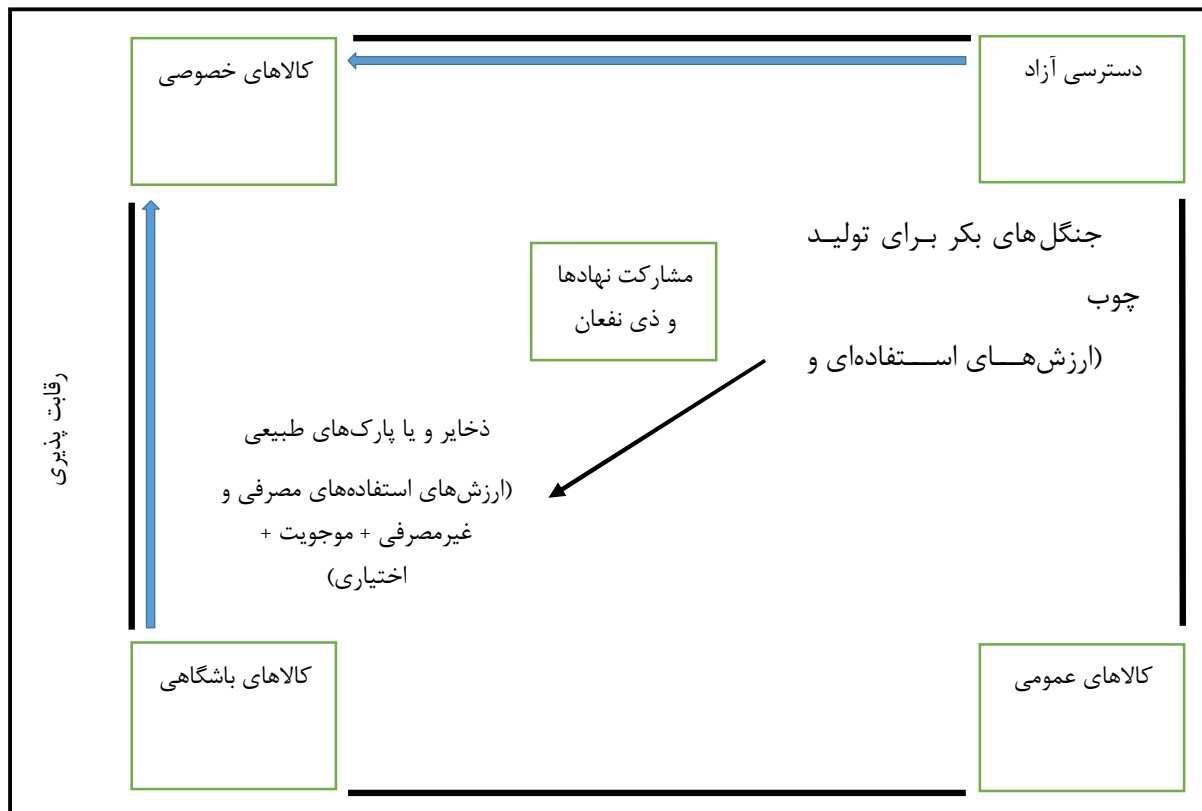 دسترسی آزاد
کالاهای خصوصی
جنگل‌های بکر برای تولید
چوب
(ارزش‌های استفاده‌ای و
مشارکت نهادها
و ذی نفعان
رقابت پذیری
ذخایر و یا پارک‌های طبیعی
(ارزش‌های استفاده‌های مصرفی و
غیرمصرفی + موجویت +
اختیاری)
کالاهای عمومی
کالاهای باشگاهی